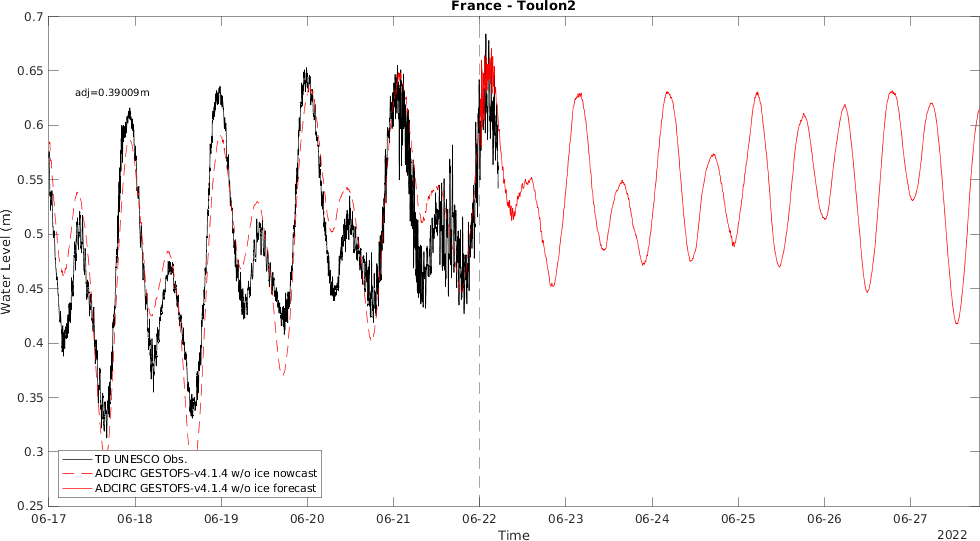 France - Toulon2
0.7
0.65
0.6
0.55
0.5
0.45
0.4
0.35
0.3
0.25
Water Level (m)
adj=0.39009m
TD UNESCO Obs.
ADCIRC GESTOFS-v4.1.4 w/o ice nowcast
ADCIRC GESTOFS-v4.1.4 w/o ice forecast
06-17 06-18 06-19 06-20 06-21 06-22 06-23 06-24 06-25 06-26 06-27
Time
2022